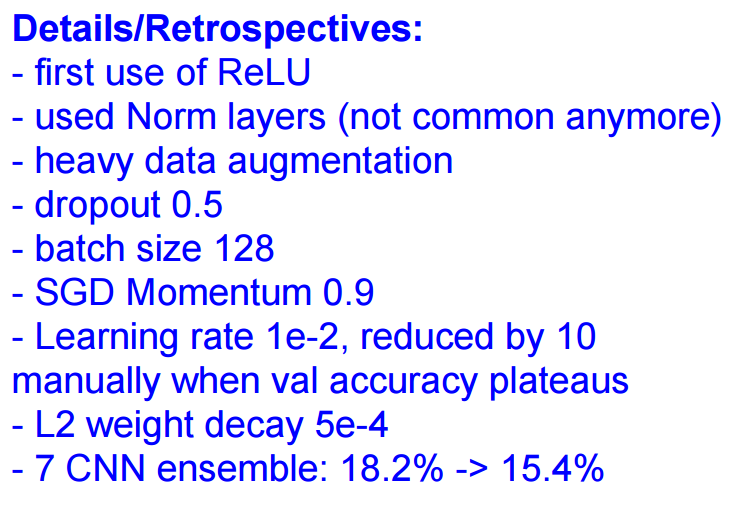 Details/Retrospectives:
- first use of ReLU
- used Norm layers (not common anymore)
- heavy data augmentation
- dropout 0.5
- batch size 128
- SGD Momentum 0.9
- Learning rate 1e-2, reduced by 10
manually when val accuracy plateaus
- L2 weight decay 5e-4
- 7 CNN ensemble: 18.2% -> 15.4%